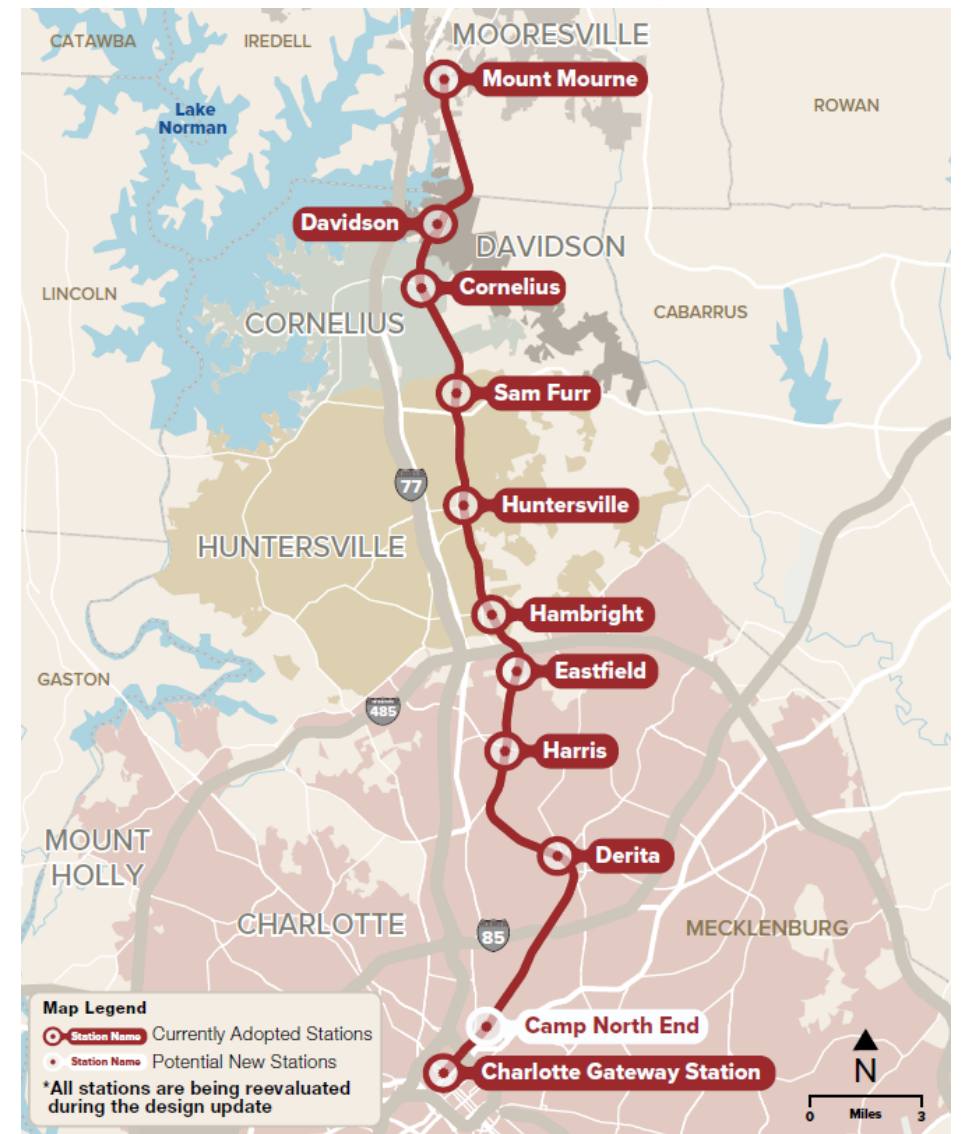 CATAWBA
IREDELL
MOORESVILLE
Mount Mourne
ROWAN
Lake
Norman
Davidson
DAVIDSON
Cornelius
LINCOLN
CORNELIUS
CABARRUS
Sam Furr
77
Huntersville
HUNTERSVILLE
Hambright
Eastfield
GASTON
485
Harris
MOUNT
HOLLY
Derita
CHARLOTTE
85
MECKLENBURG
Camp North End
Charlotte Gateway Station
Map Legend
Station Name Currently Adopted Stations
Station Name Potential New Stations
*All stations are being reevaluated
during the design update
N
0 Miles 3